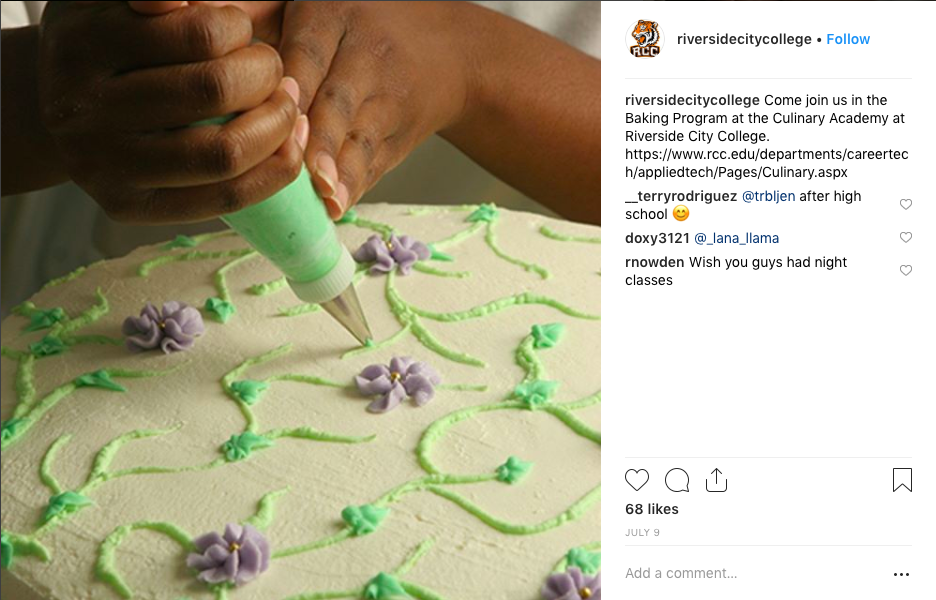 RCC
riversidecitycollege • Follow
riversidecitycollege Come join us in the
Baking Program at the Culinary Academy at
Riverside City College.
https://www.rcc.edu/departments/careertec
h/appliedtech/Pages/Culinary.aspx
__terryrodriguez @trbljen after high
school 😊
doxy3121 @_lana_llama
rnowden Wish you guys had night
classes
68 likes
JULY 9
Add a comment...